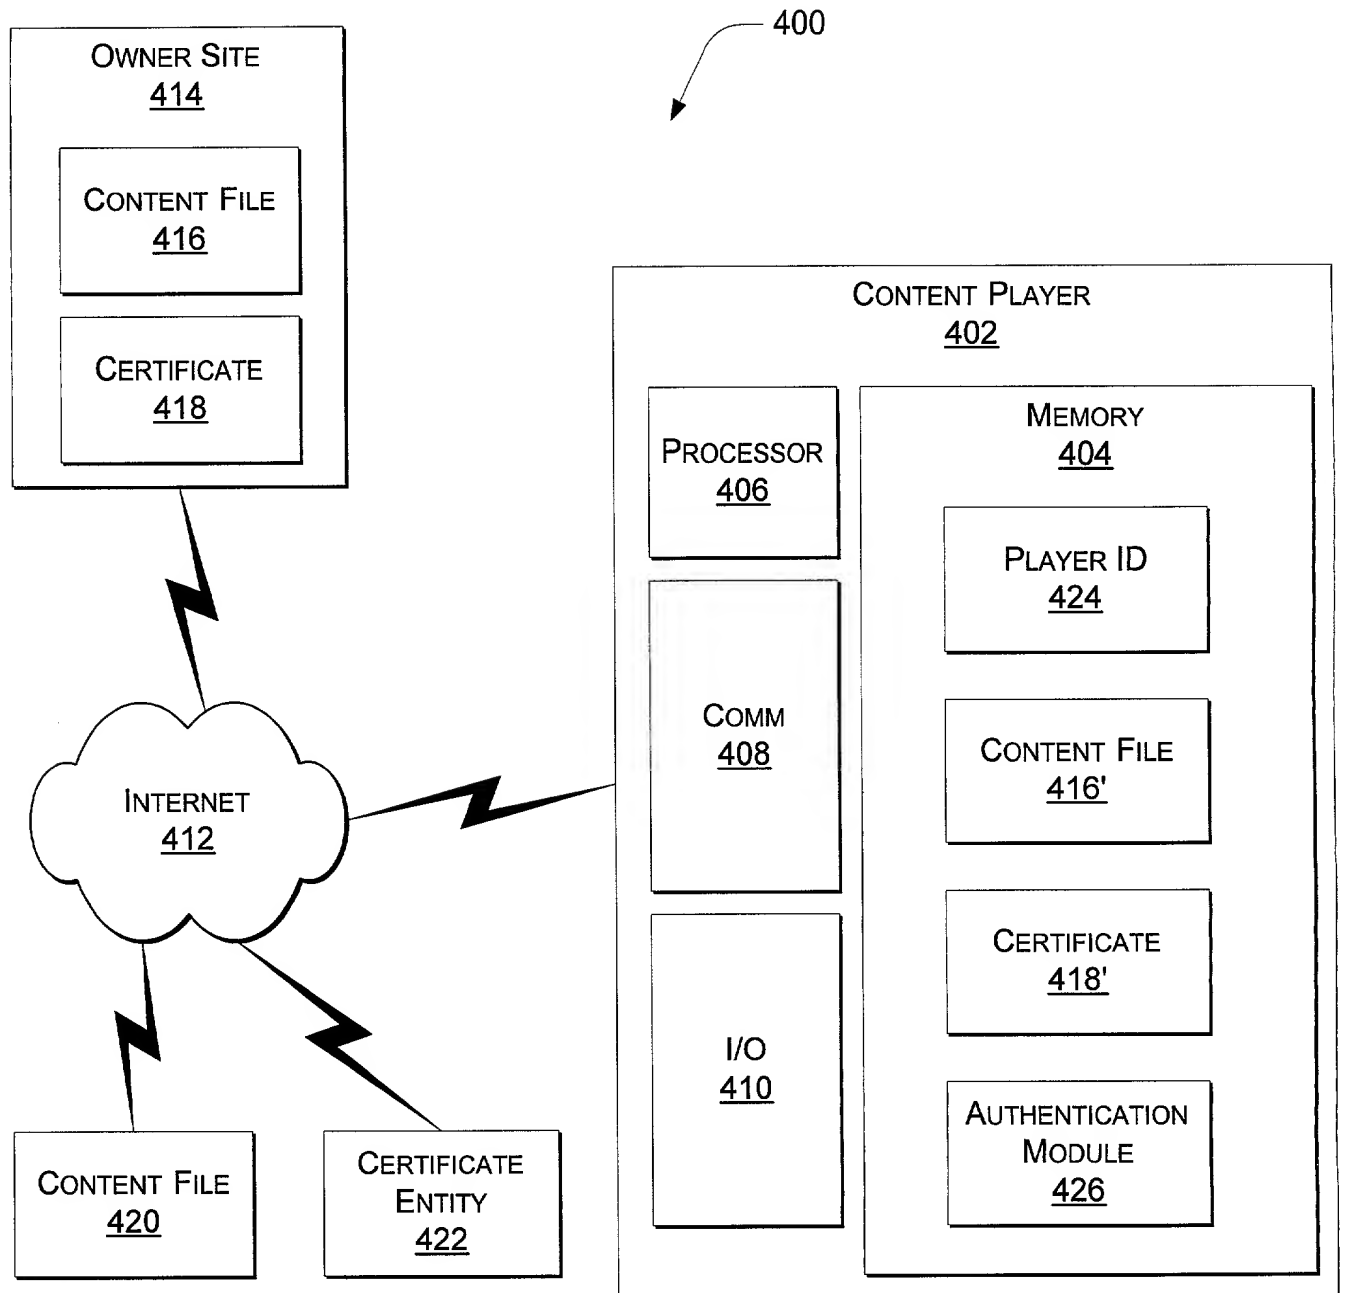 400
OWNER SITE
414
CONTENT FILE
416
CERTIFICATE
418
CONTENT PLAYER
402
PROCESSOR
406
COMM
408
I/O
410
MEMORY
404
PLAYER ID
424
CONTENT FILE
416'
CERTIFICATE
418'
AUTHENTICATION
MODULE
426
INTERNET
412
CONTENT FILE
420
CERTIFICATE
ENTITY
422